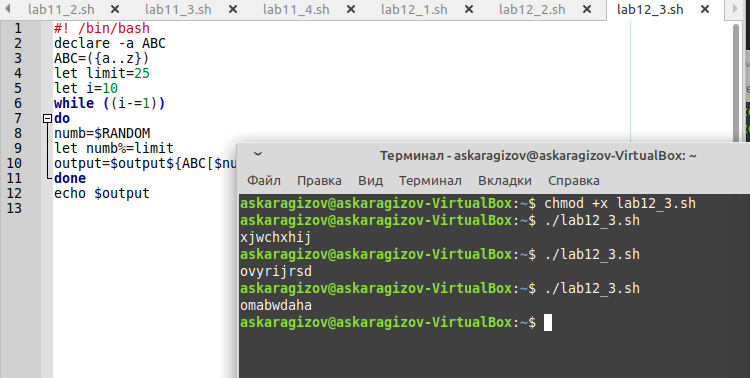 lab11_2.sh lab11_3.sh lab11_4.sh lab12_1.sh lab12_2.sh lab12_3.sh
1 #! /bin/bash
2 declare -a ABC
3 ABC=({a..z})
4 let limit=25
5 let i=10
6 while ((i-=1))
7 do
8 numb=$RANDOM
9 let numb%=limit
10 output=$output${ABC[$nu
11 done
12 echo $output
13
Терминал - askaragizov@askaragizov-VirtualBox: ~
Файл Правка Вид Терминал Вкладки Справка
askaragizov@askaragizov-VirtualBox:~$ chmod +x lab12_3.sh
askaragizov@askaragizov-VirtualBox:~$ ./lab12_3.sh
xjwchxhij
askaragizov@askaragizov-VirtualBox:~$ ./lab12_3.sh
ovyrijrsd
askaragizov@askaragizov-VirtualBox:~$ ./lab12_3.sh
omabwdaha
askaragizov@askaragizov-VirtualBox:~$